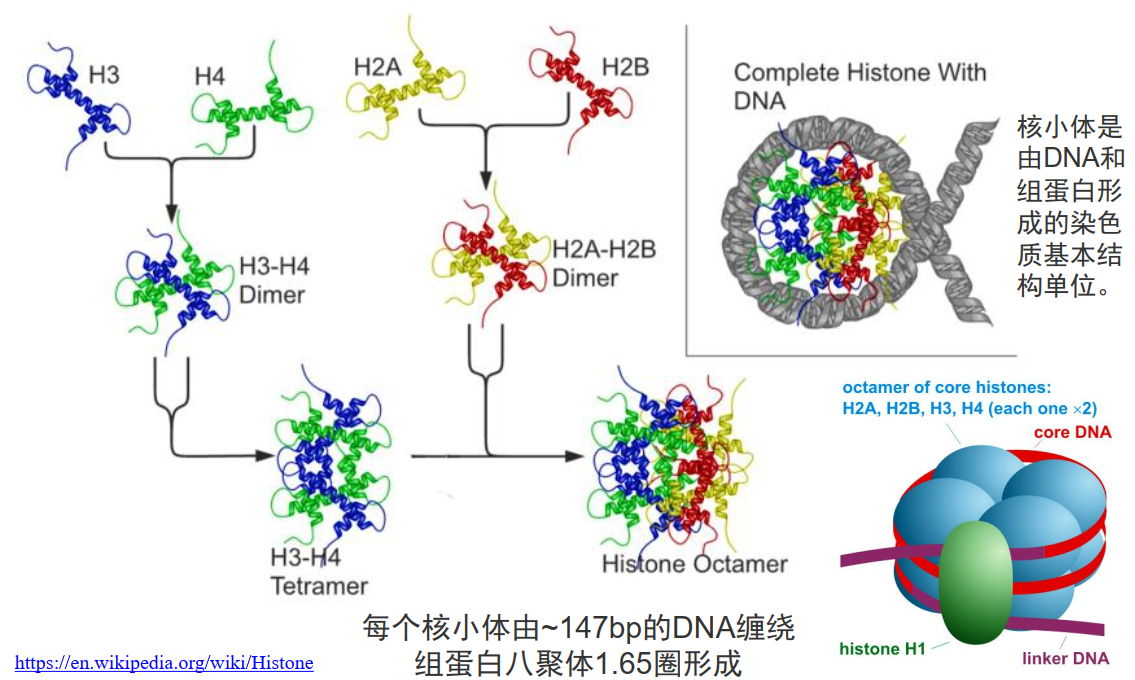 H3
H4
H2A
H2B
H3-H4
Dimer
H2A-H2B
Dimer
H3-H4
Tetramer
Histone Octamer
Complete Histone With
DNA
核小体是
由DNA和
组蛋白形
成的染色
质基本结
构单位。
octamer of core histones:
H2A, H2B, H3, H4 (each one ×2)
core DNA
histone H1
linker DNA
每个核小体由~147bp的DNA缠绕
组蛋白八聚体1.65圈形成
https://en.wikipedia.org/wiki/Histone